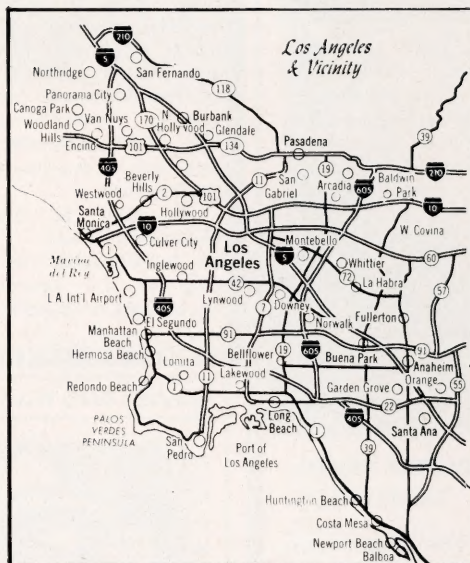 Los Angeles
& Vicinity
210
5
Northridge
San Fernando
Panorama City
118
Canoga Park
Van Nuys
170
N
Hollywood
Burbank
39
Woodland
Hills
Glendale
Encino
101
134
Pasadena
405
19
11
San
Gabriel
Arcadia
605
Baldwin
Park
210
Westwood
Beverly
Hills
2
101
10
Hollywood
W Covina
Santa
Monica
10
Culver City
Los
Angeles
Montebello
5
60
Marina
del Rey
1
Inglewood
Whittier
72
La Habra
57
L.A. Int'l Airport
42
Lynwood
7
Downey
405
El Segundo
Norwalk
Fullerton
Manhattan
Beach
91
Hermosa Beach
Bellflower
605
Buena Park
91
Anaheim
Lomita
Lakewood
19
Orange
55
Redondo Beach
1
11
Garden Grove
22
PALOS
VERDES
PENINSULA
Long
Beach
405
Santa Ana
San
Pedro
Port of
Los Angeles
1
39
Huntington Beach
Costa Mesa
Newport Beach
Balboa